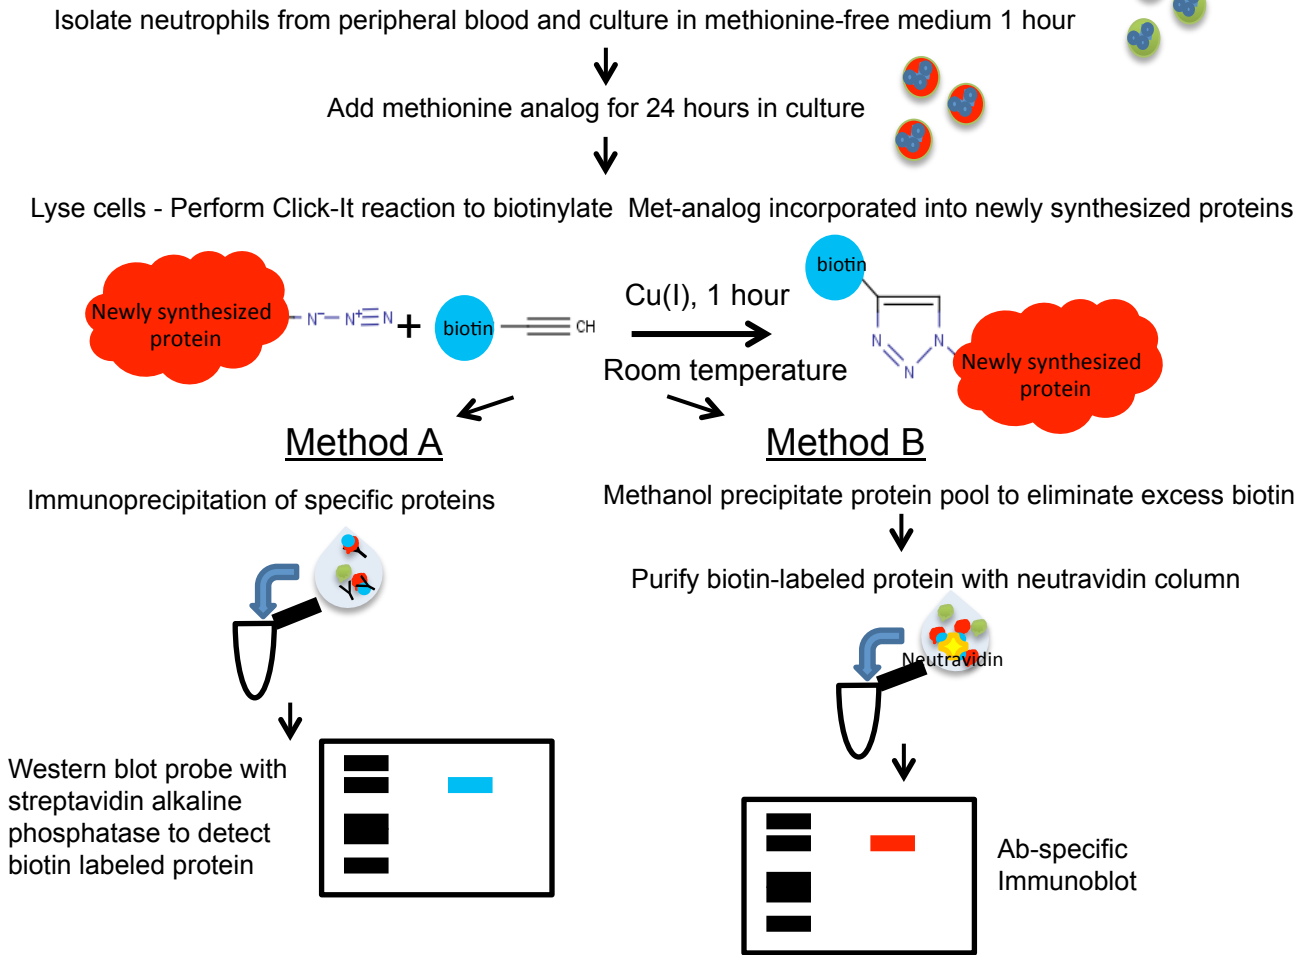 Isolate neutrophils from peripheral blood and culture in methionine-free medium 1 hour
Add methionine analog for 24 hours in culture
Lyse cells - Perform Click-It reaction to biotinylate Met-analog incorporated into newly synthesized proteins
Newly synthesized
protein
N⁻ N⁺ N
+
biotin
CH
Cu(I), 1 hour
Room temperature
biotin
N
N
N
Newly synthesized
protein
Method A
Immunoprecipitation of specific proteins
Western blot probe with
streptavidin alkaline
phosphatase to detect
biotin labeled protein
Method B
Methanol precipitate protein pool to eliminate excess biotin
Purify biotin-labeled protein with neutravidin column
Neutravidin
Ab-specific
Immunoblot